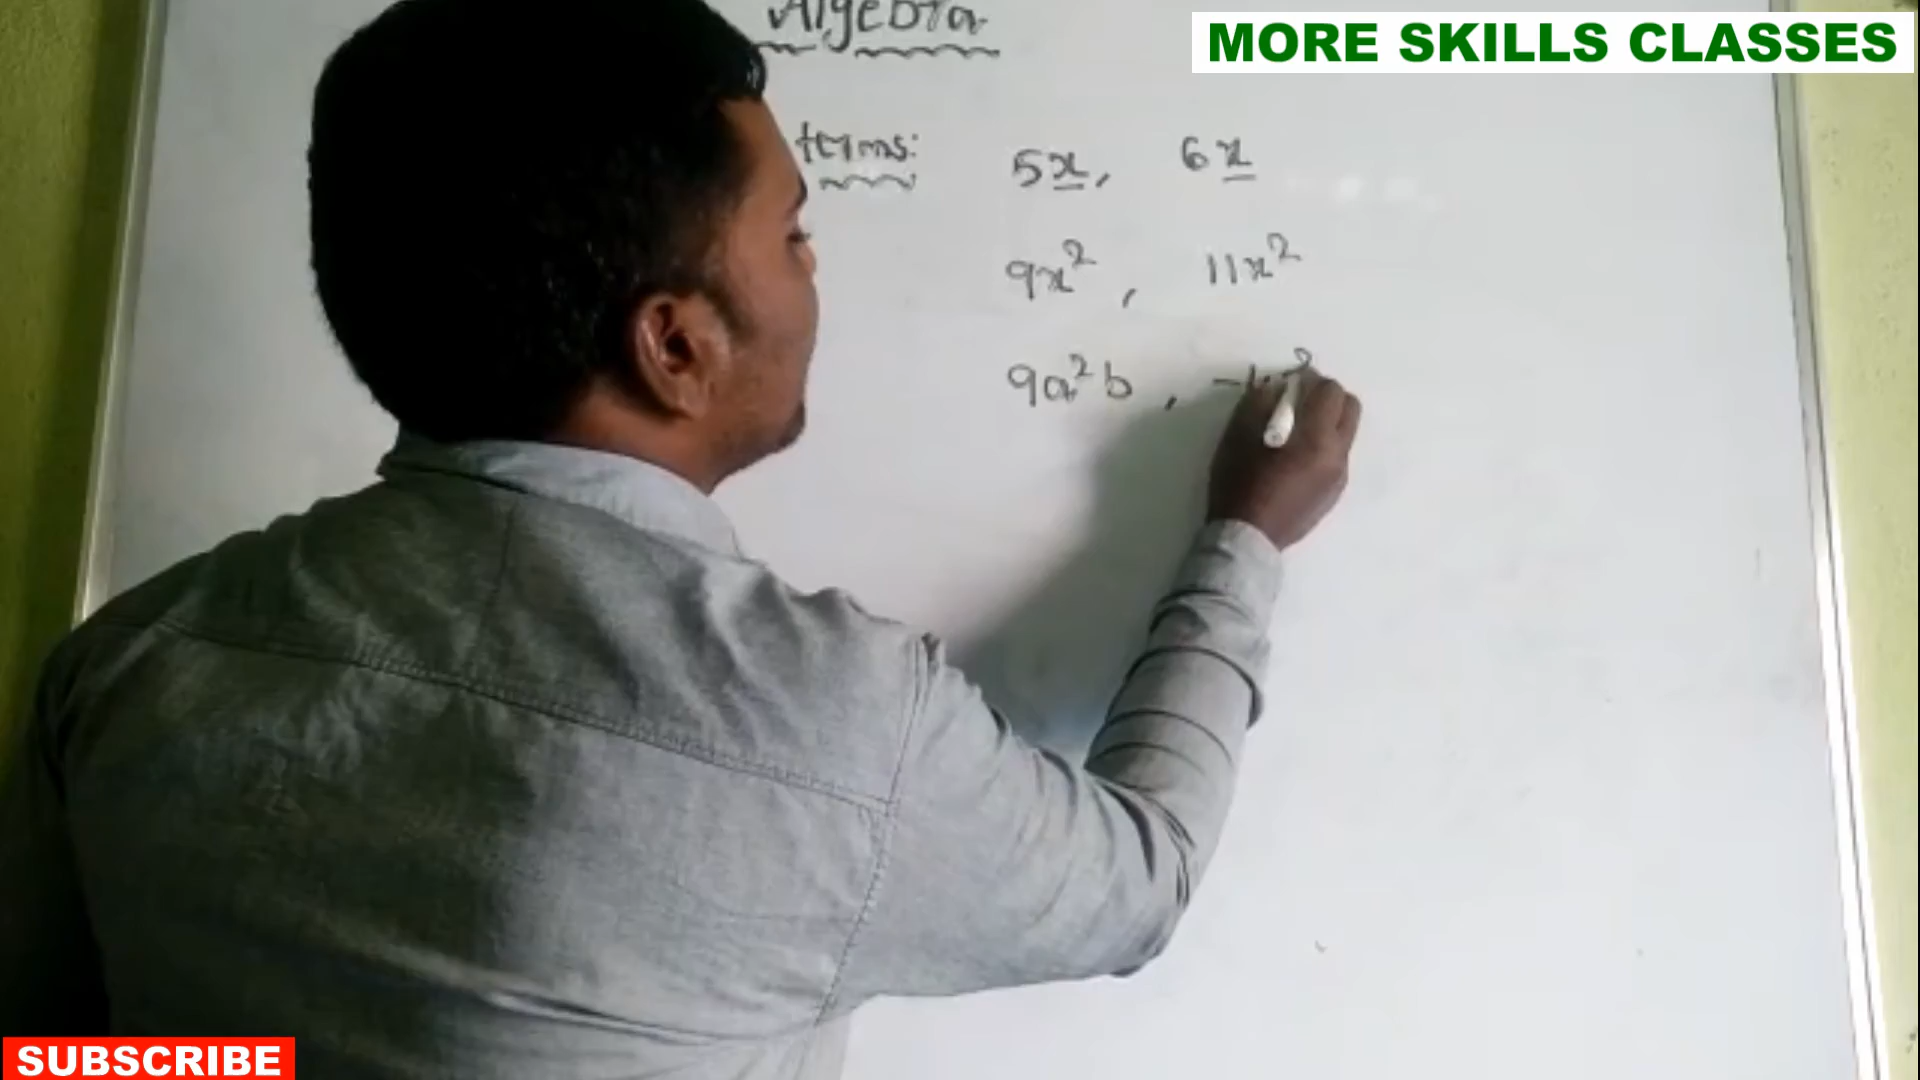 Algebra
MORE SKILLS CLASSES
terms: 5x, 6x
9x², 11x²
9a²b,
SUBSCRIBE